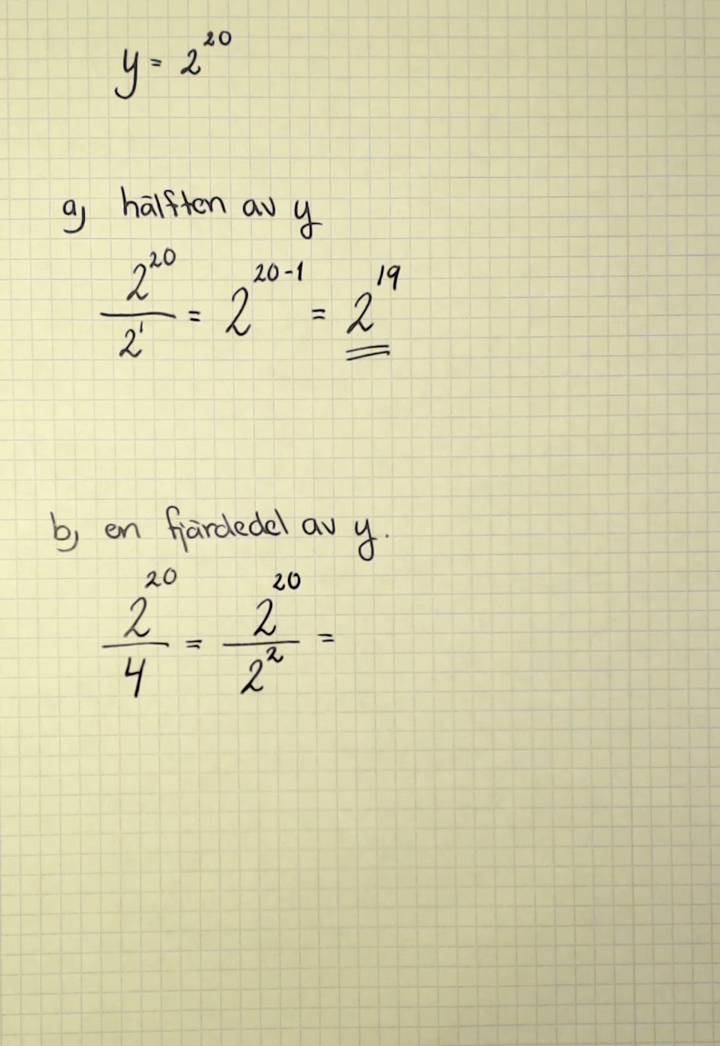 y = 2^20
a) hälften av y
2^20 / 2^1 = 2^20-1 = 2^19
b) en fjärdedel av y.
2^20 / 4 = 2^20 / 2^2 =